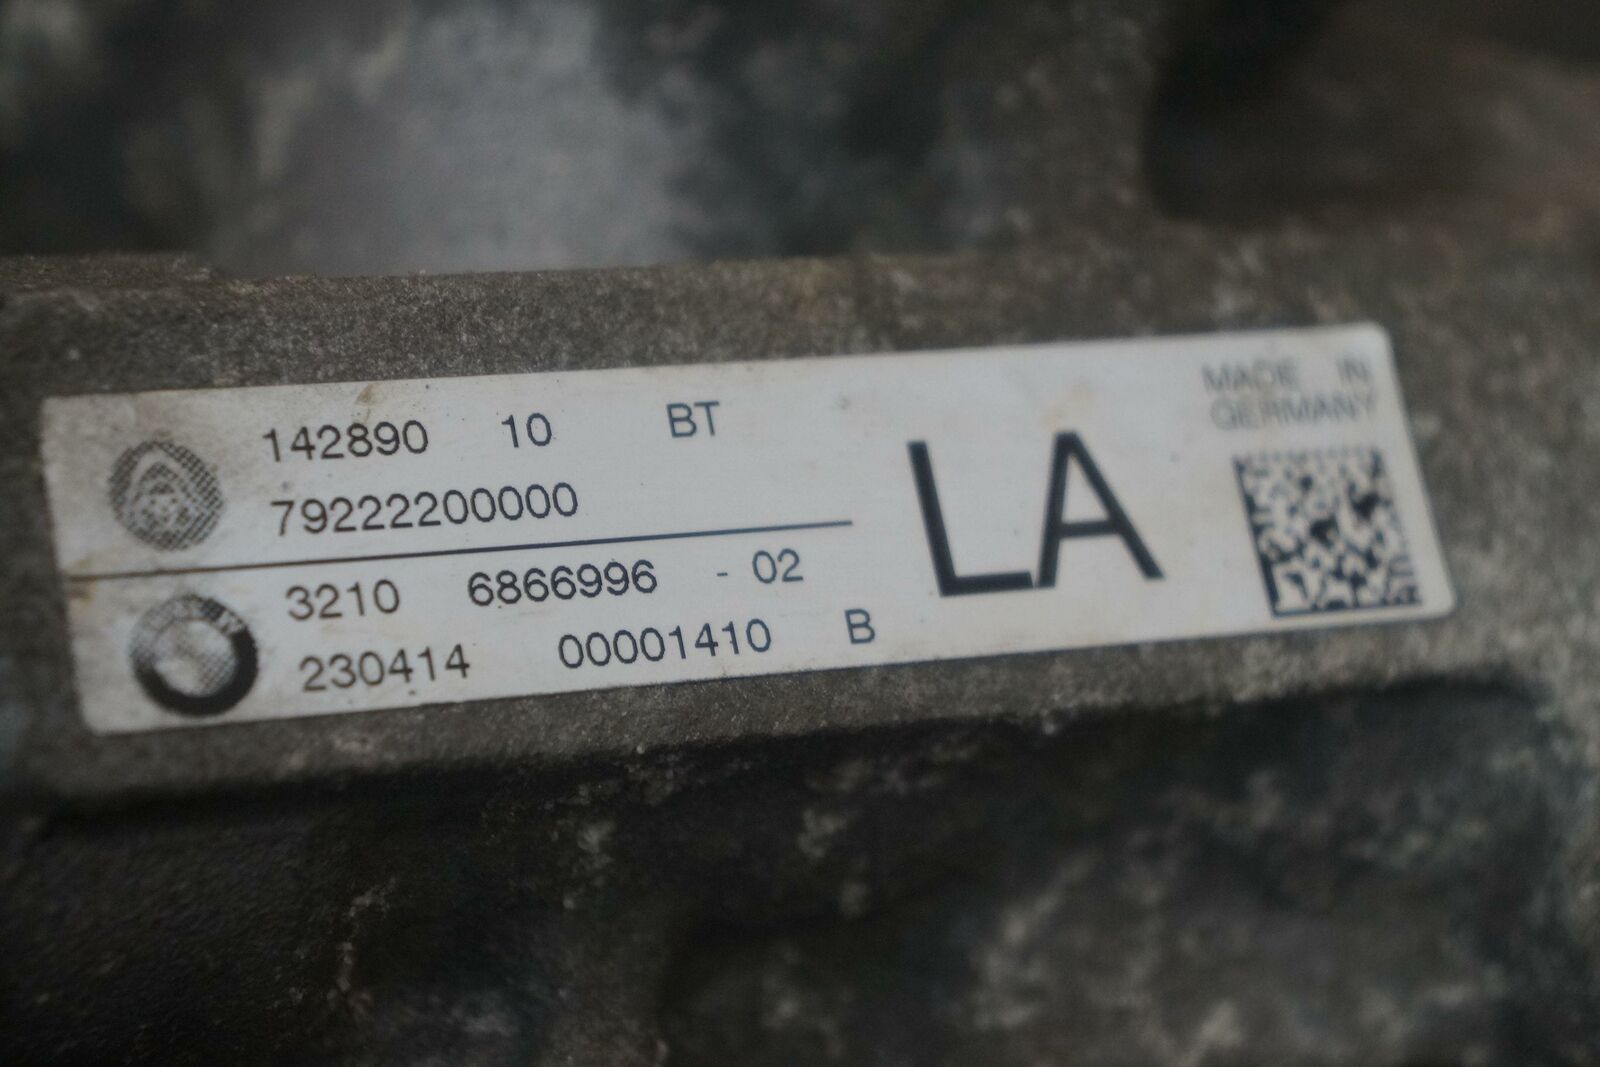 142890 10 BT
79222200000
3210 6866996 - 02
230414 00001410 B
LA
MADE IN
GERMANY